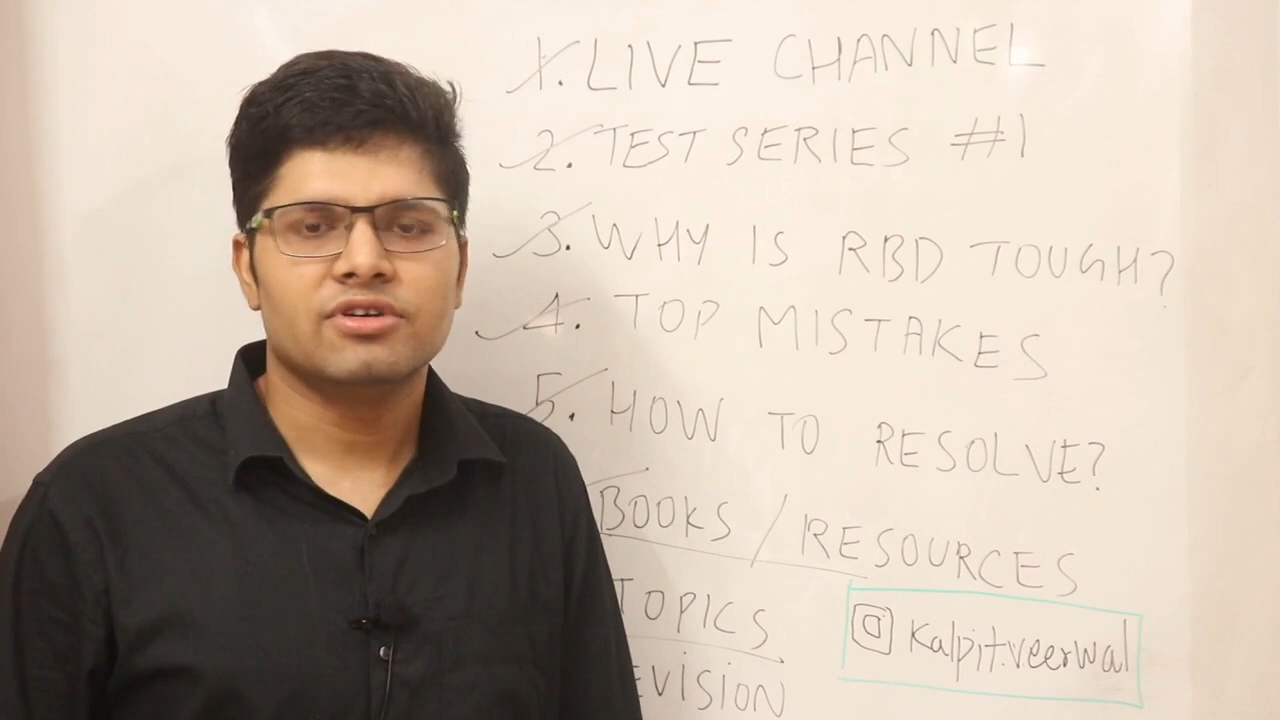 1. LIVE CHANNEL
2. TEST SERIES #1
3. WHY IS RBD TOUGH?
4. TOP MISTAKES
5. HOW TO RESOLVE?
BOOKS / RESOURCES
TOPICS
kalpit.veerwal
EVISION